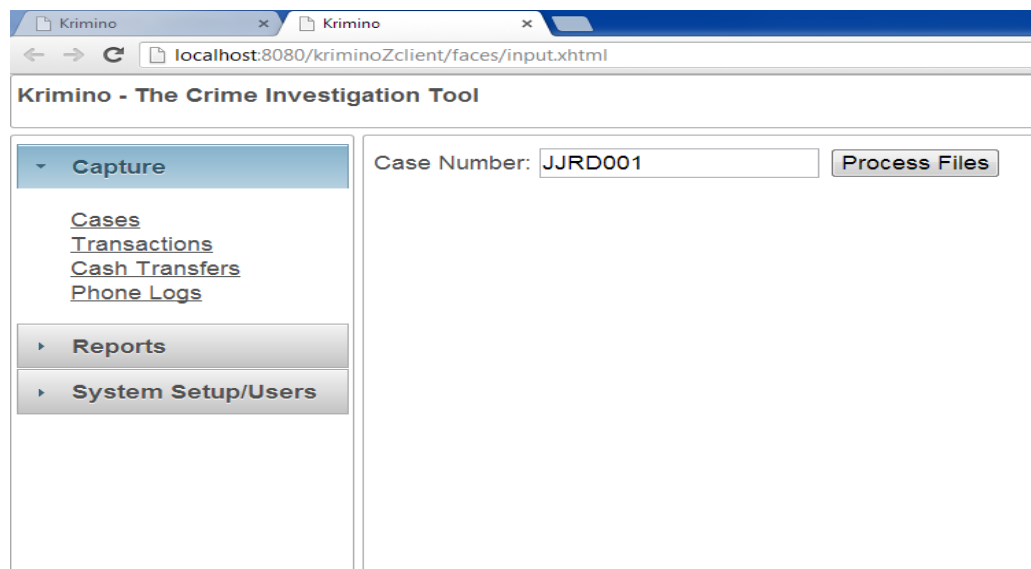 Krimino
Krimino
localhost:8080/kriminoZclient/faces/input.xhtml
Krimino - The Crime Investigation Tool
Capture
Cases
Transactions
Cash Transfers
Phone Logs
Reports
System Setup/Users
Case Number: JJRD001 Process Files